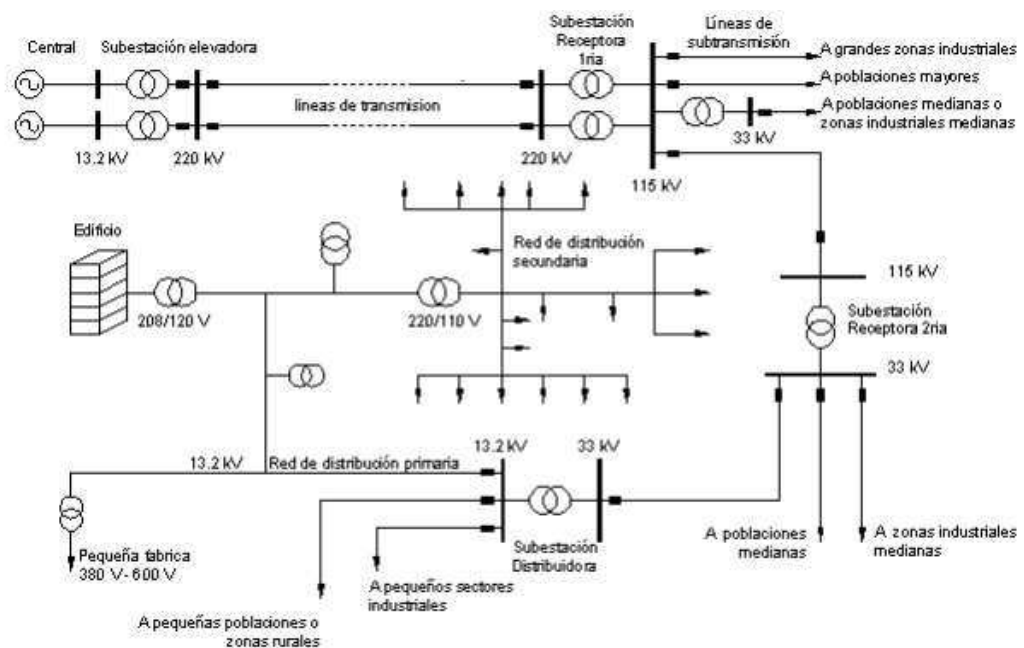 Central
Subestación elevadora
Subestación
Receptora
1ria
Líneas de
subtransmisión
A grandes zonas industriales
A poblaciones mayores
A poblaciones medianas o
zonas industriales medianas
líneas de transmision
13.2 kV
220 kV
220 kV
115 kV
33 kV
Edificio
Red de distribución
secundaria
208/120 V
220/110 V
115 kV
Subestación
Receptora 2ria
33 kV
13.2 kV
Red de distribución primaria
13.2 kV
33 kV
Subestación
Distribuidora
A poblaciones
medianas
A zonas industriales
medianas
Pequeña fabrica
380 V- 600 V
A pequeños sectores
industriales
A pequeñas poblaciones o
zonas rurales